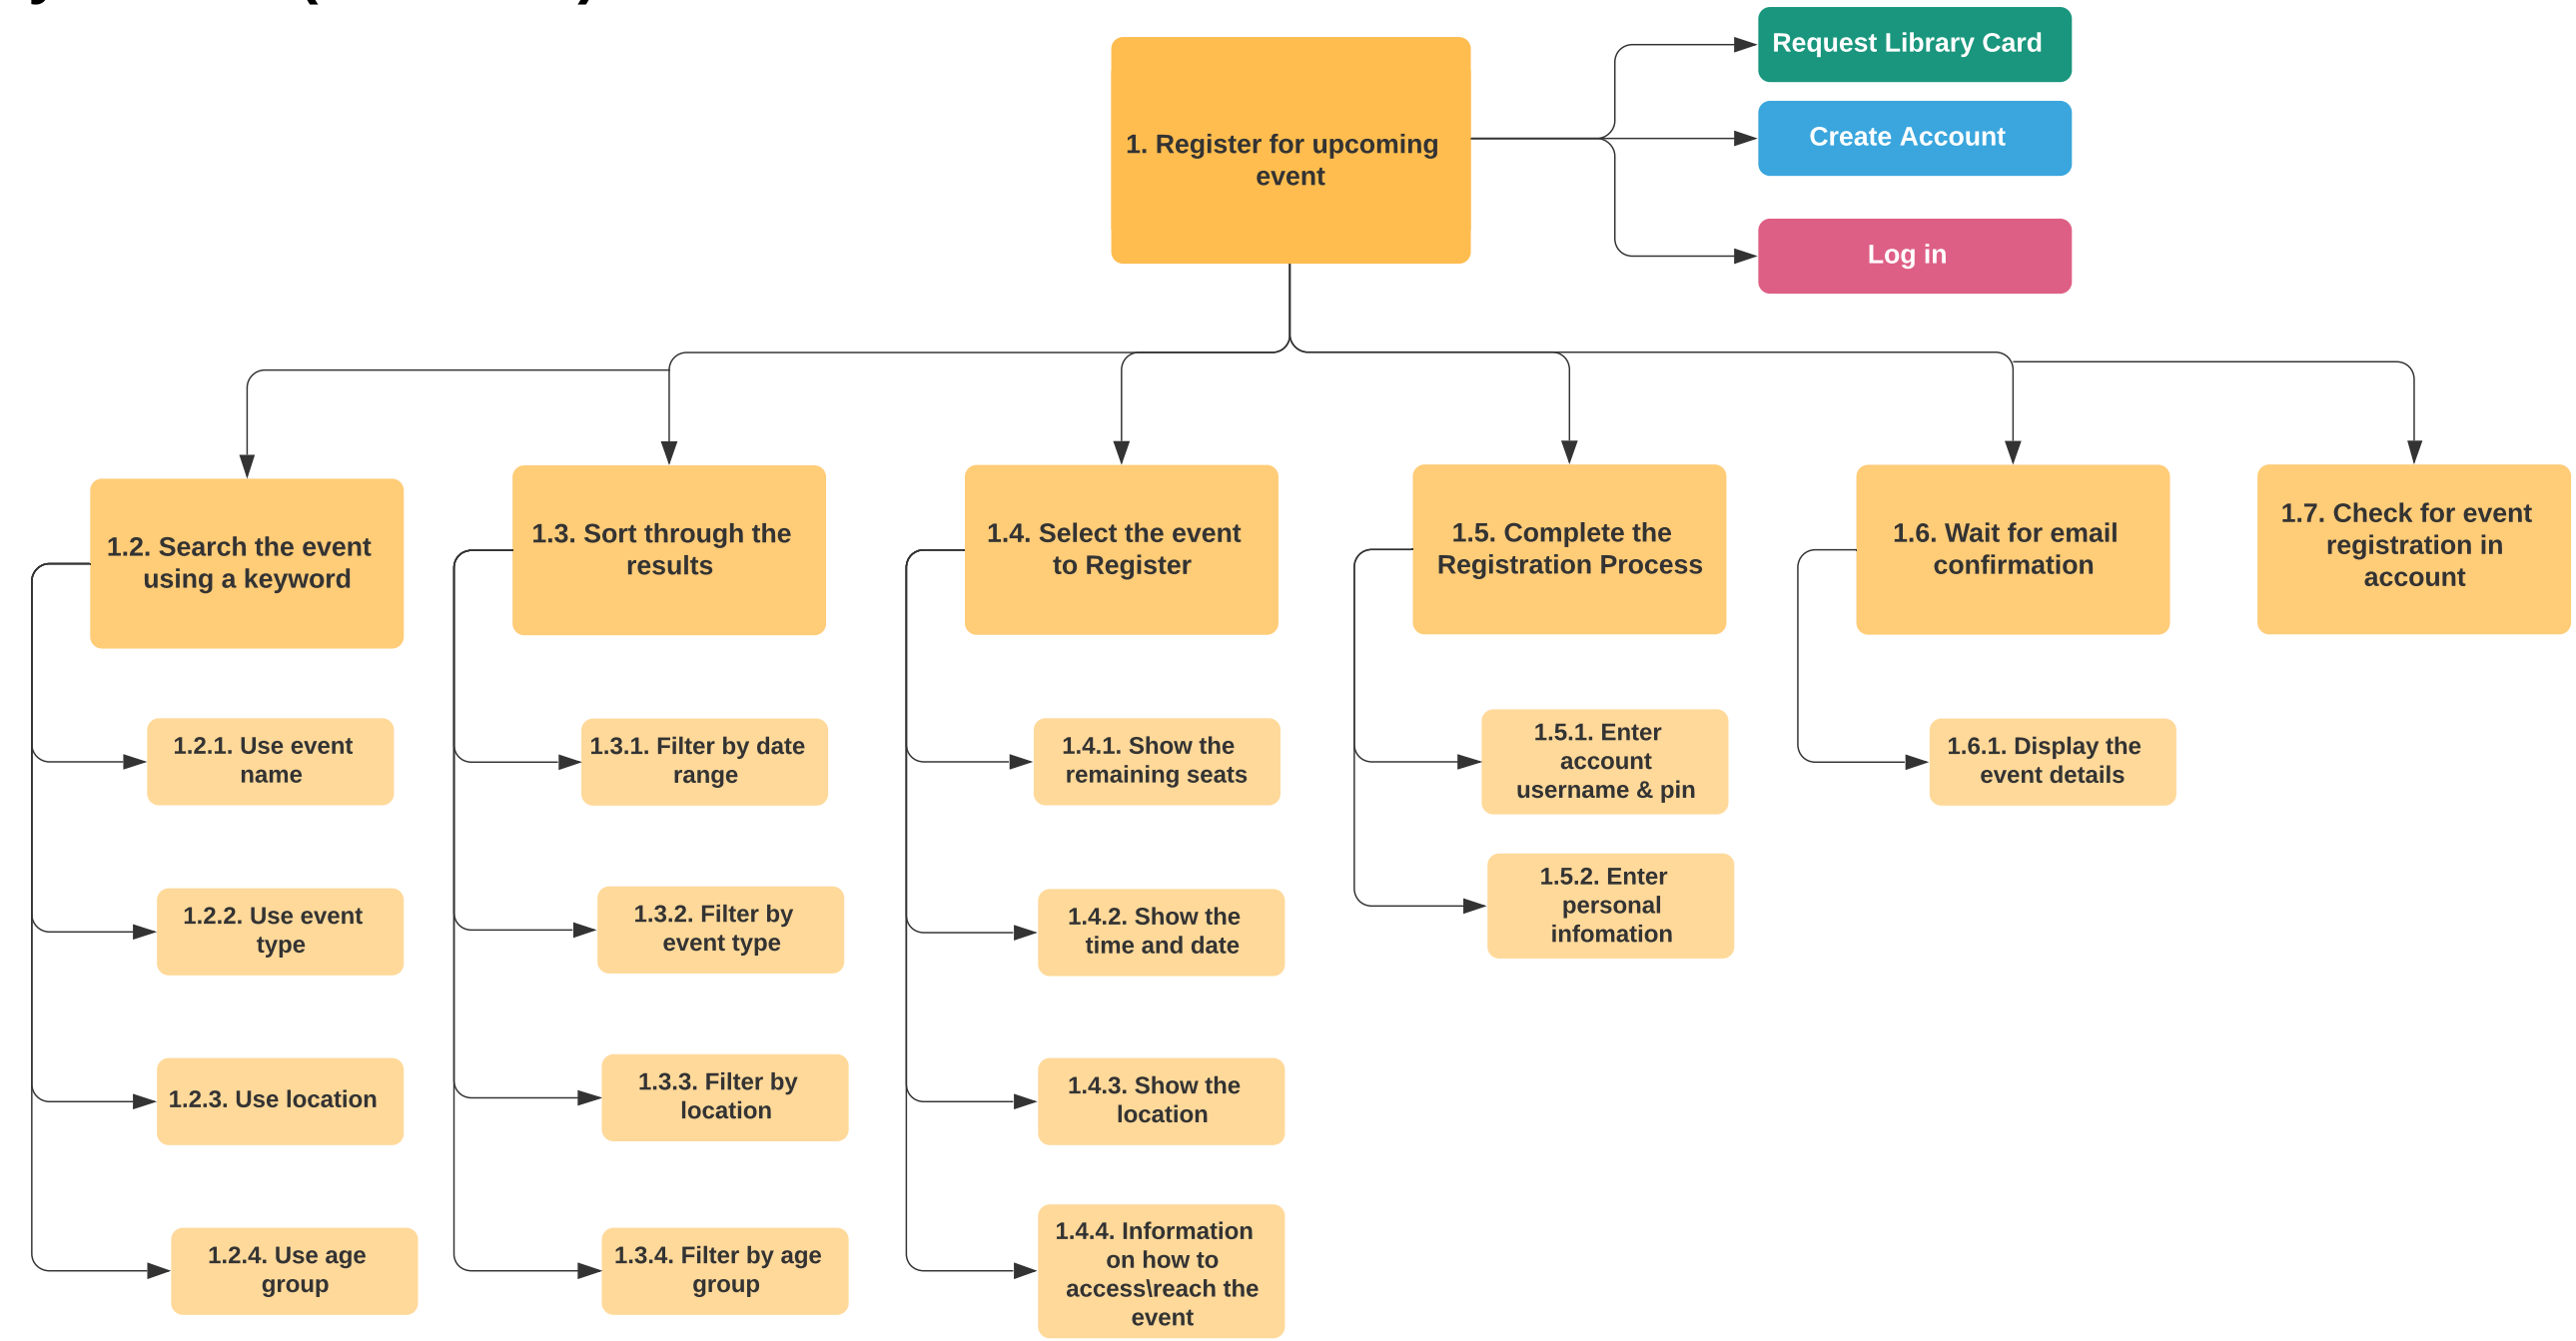 Request Library Card
Create Account
Log in
1. Register for upcoming
event
1.2. Search the event
using a keyword
1.3. Sort through the
results
1.4. Select the event
to Register
1.5. Complete the
Registration Process
1.6. Wait for email
confirmation
1.7. Check for event
registration in
account
1.2.1. Use event
name
1.2.2. Use event
type
1.2.3. Use location
1.2.4. Use age
group
1.3.1. Filter by date
range
1.3.2. Filter by
event type
1.3.3. Filter by
location
1.3.4. Filter by age
group
1.4.1. Show the
remaining seats
1.4.2. Show the
time and date
1.4.3. Show the
location
1.4.4. Information
on how to
access\reach the
event
1.5.1. Enter
account
username & pin
1.5.2. Enter
personal
infomation
1.6.1. Display the
event details